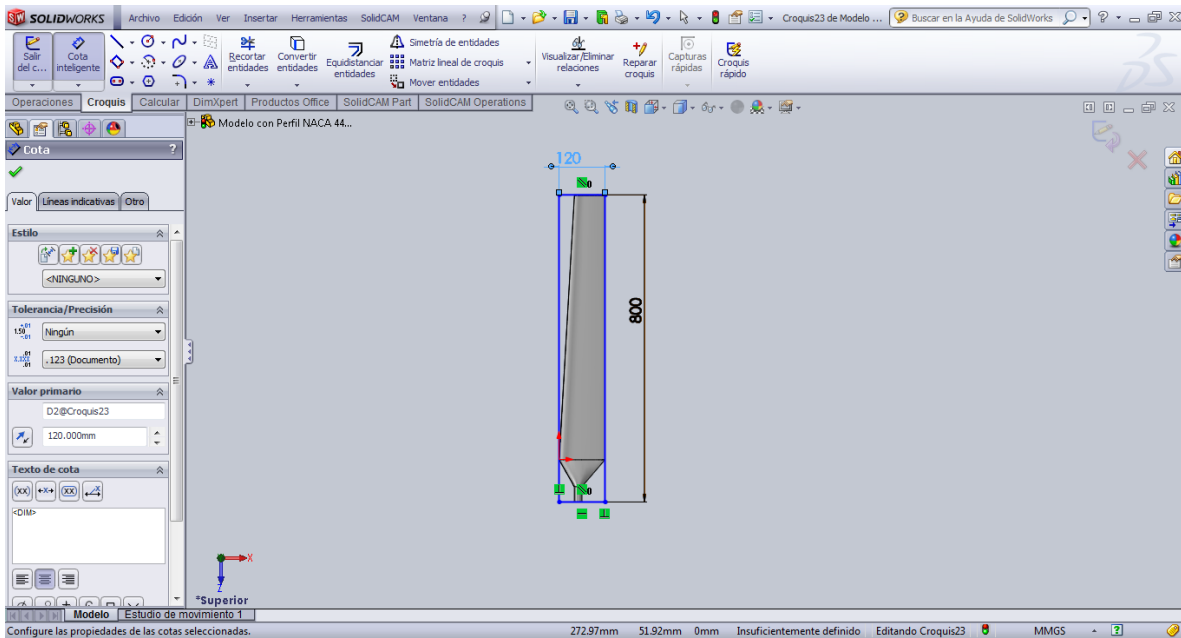 SOLIDWORKS Archivo Edición Ver Insertar Herramientas SolidCAM Ventana ? Croquis23 de Modelo ... Buscar en la Ayuda de SolidWorks ?
Salir del c...
Cota inteligente
Recortar entidades
Convertir entidades
Equidistanciar entidades
Simetría de entidades
Matriz lineal de croquis
Mover entidades
Visualizar/Eliminar relaciones
Reparar croquis
Capturas rápidas
Croquis rápido
Operaciones Croquis Calcular DimXpert Productos Office SolidCAM Part SolidCAM Operations
Modelo con Perfil NACA 44...
Cota ?
Valor Líneas indicativas Otro
Estilo
<NINGUNO>
Tolerancia/Precisión
Ningún
.123 (Documento)
Valor primario
D2@Croquis23
120.000mm
Texto de cota
(xx) (xx)
<DIM>
120
800
X
Z
*Superior
Modelo Estudio de movimiento 1
Configure las propiedades de las cotas seleccionadas. 272.97mm 51.92mm 0mm Insuficientemente definido Editando Croquis23 MMGS ?